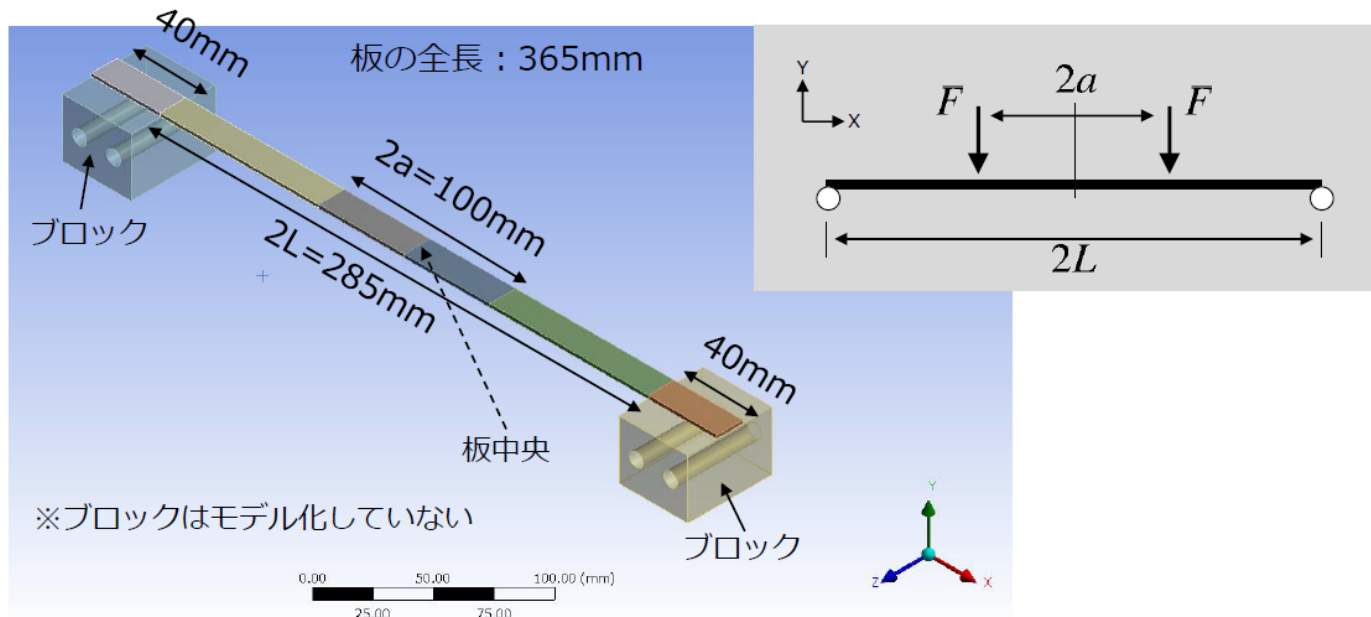 40mm
板の全長：365mm
Y
X
F
2a
F
2L
ブロック
2a=100mm
2L=285mm
40mm
板中央
※ブロックはモデル化していない
ブロック
0.00
50.00
100.00 (mm)
25.00
75.00
Y
Z
X